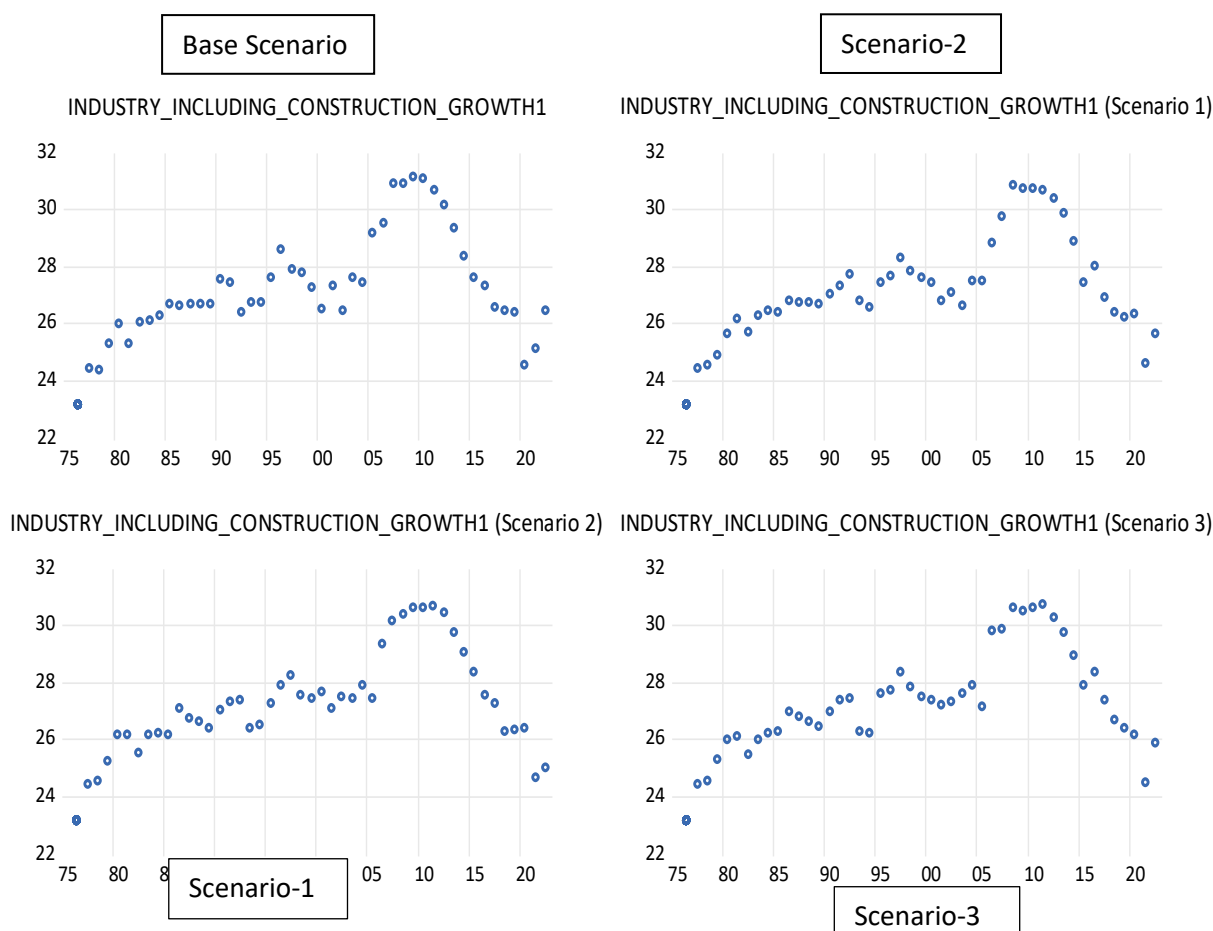 Base Scenario
Scenario-2
INDUSTRY_INCLUDING_CONSTRUCTION_GROWTH1
INDUSTRY_INCLUDING_CONSTRUCTION_GROWTH1 (Scenario 1)
32
30
28
26
24
22
75 80 85 90 95 00 05 10 15 20
32
30
28
26
24
22
75 80 85 90 95 00 05 10 15 20
INDUSTRY_INCLUDING_CONSTRUCTION_GROWTH1 (Scenario 2)
INDUSTRY_INCLUDING_CONSTRUCTION_GROWTH1 (Scenario 3)
32
30
28
26
24
22
75 80 05 10 15 20
Scenario-1
32
30
28
26
24
22
75 80 85 90 95 00 05 10 15 20
Scenario-3